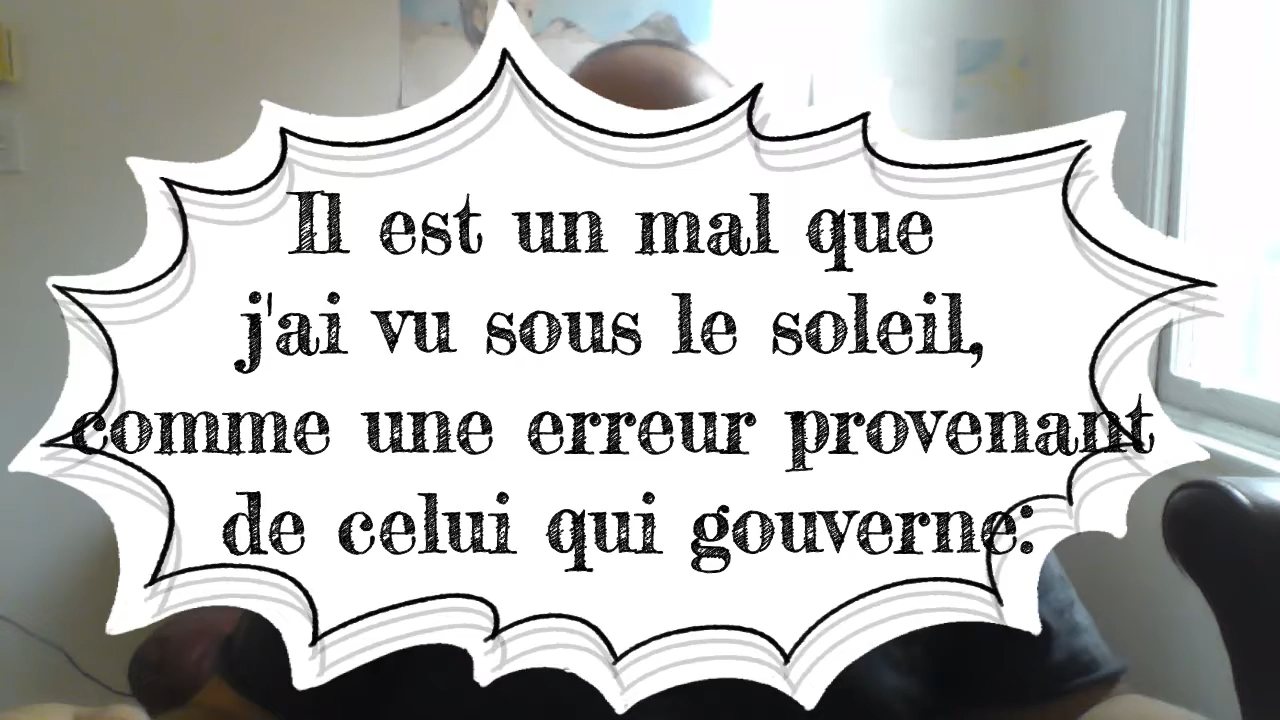 Il est un mal que
j'ai vu sous le soleil,
comme une erreur provenant
de celui qui gouverne: